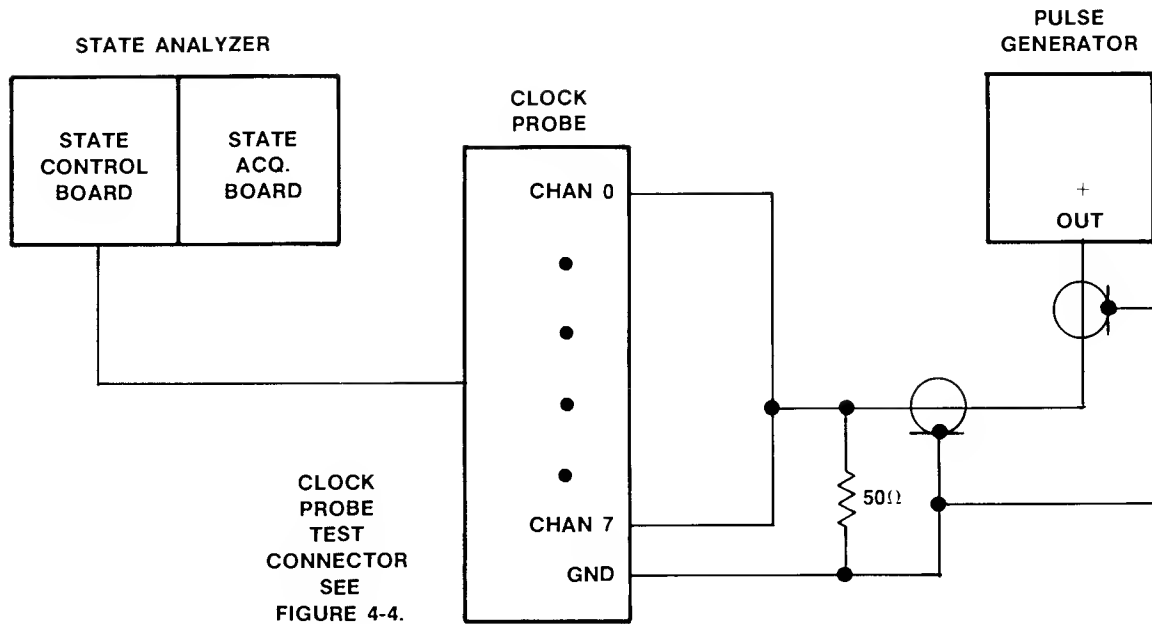 STATE ANALYZER
STATE
CONTROL
BOARD
STATE
ACQ.
BOARD
CLOCK
PROBE
CHAN 0
CHAN 7
GND
CLOCK
PROBE
TEST
CONNECTOR
SEE
FIGURE 4-4.
50Ω
PULSE
GENERATOR
+
OUT